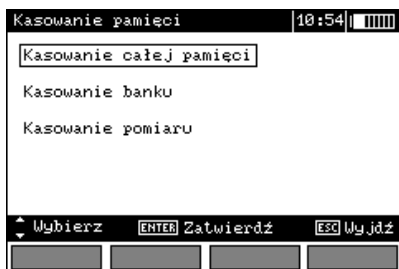 Kasowanie pamięci 10:54
Kasowanie całej pamięci
Kasowanie banku
Kasowanie pomiaru
Wybierz ENTER Zatwierdź ESC Wyjdź